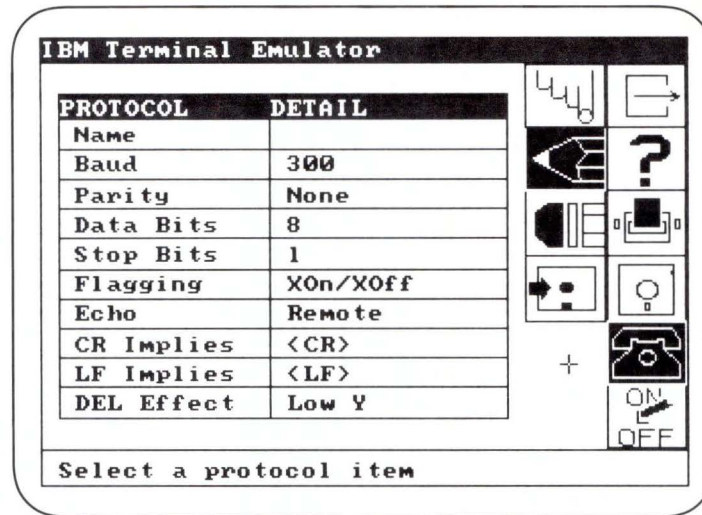 IBM Terminal Emulator
PROTOCOL DETAIL
Name
Baud 300
Parity None
Data Bits 8
Stop Bits 1
Flagging XOn/XOff
Echo Remote
CR Implies <CR>
LF Implies <LF>
DEL Effect Low Y
?
ON
OFF
Select a protocol item